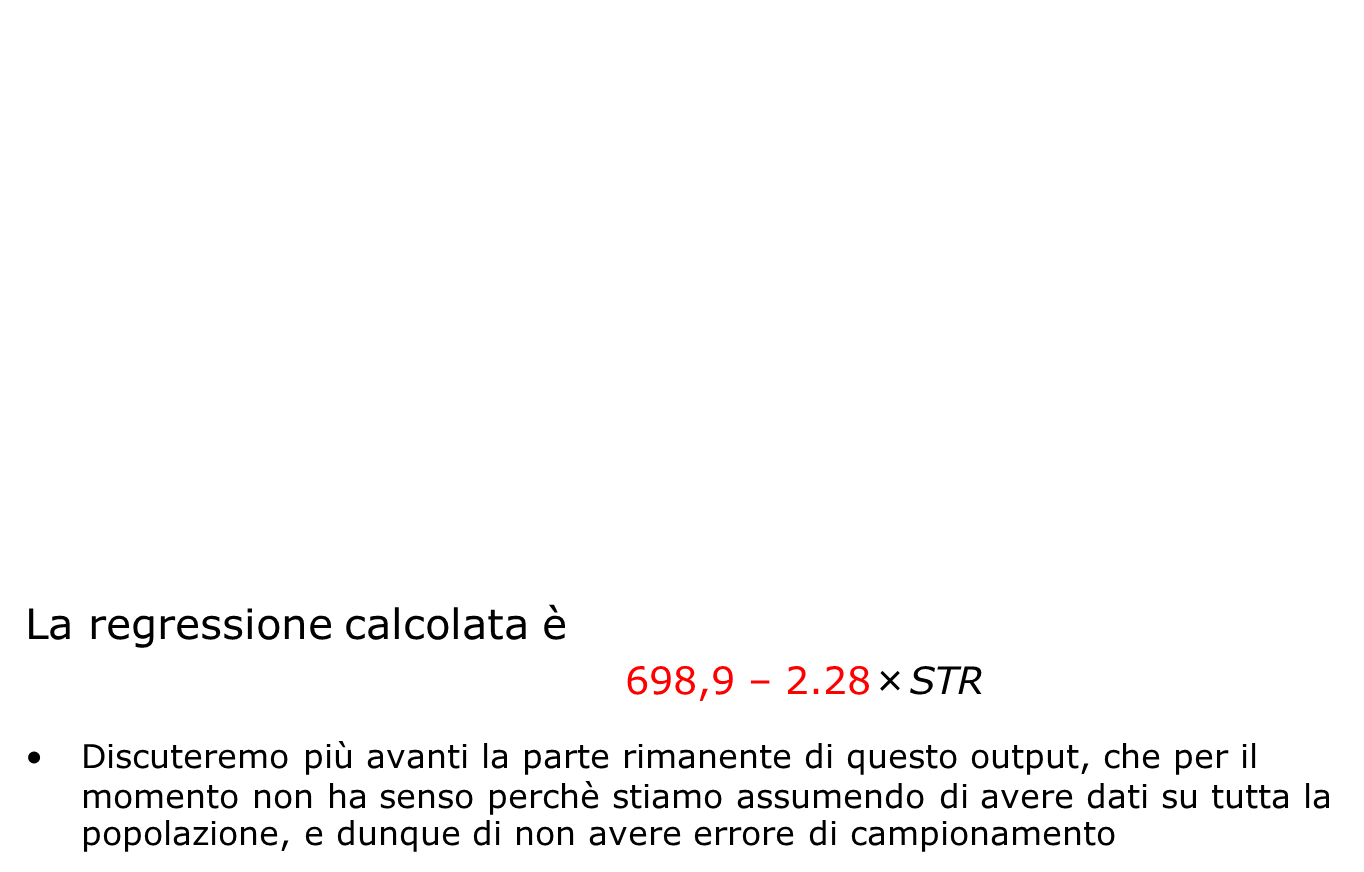 La regressione calcolata è
698,9 – 2.28 × STR
• Discuteremo più avanti la parte rimanente di questo output, che per il
momento non ha senso perchè stiamo assumendo di avere dati su tutta la
popolazione, e dunque di non avere errore di campionamento